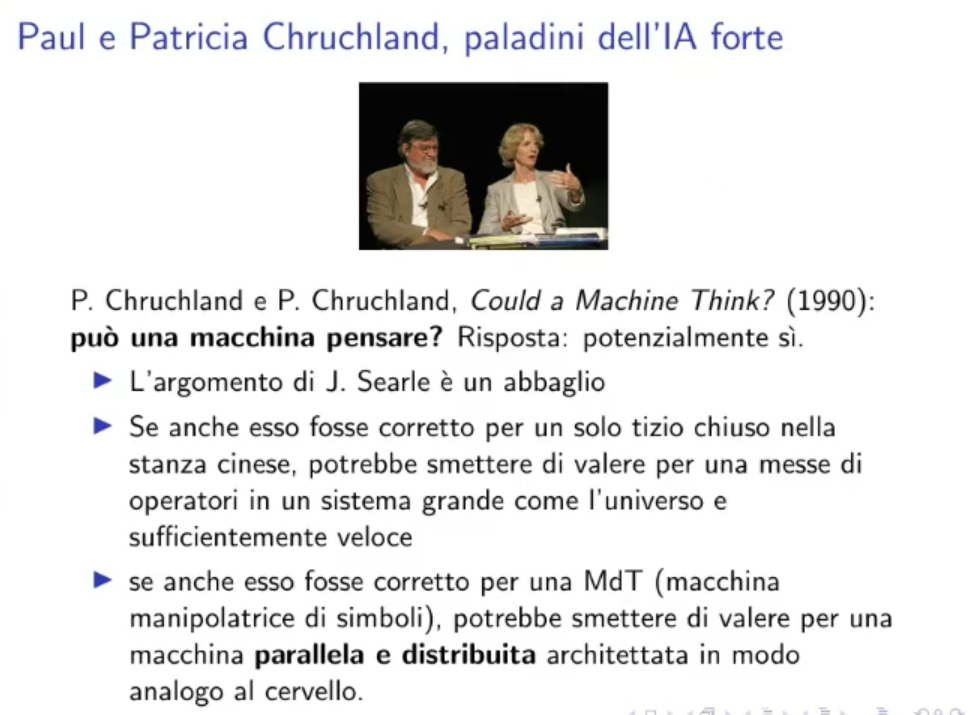 Paul e Patricia Chruchland, paladini dell'IA forte
P. Chruchland e P. Chruchland, Could a Machine Think? (1990):
può una macchina pensare? Risposta: potenzialmente sì.
▶ L'argomento di J. Searle è un abbaglio
▶ Se anche esso fosse corretto per un solo tizio chiuso nella
stanza cinese, potrebbe smettere di valere per una messe di
operatori in un sistema grande come l'universo e
sufficientemente veloce
▶ se anche esso fosse corretto per una MdT (macchina
manipolatrice di simboli), potrebbe smettere di valere per una
macchina parallela e distribuita architettata in modo
analogo al cervello.